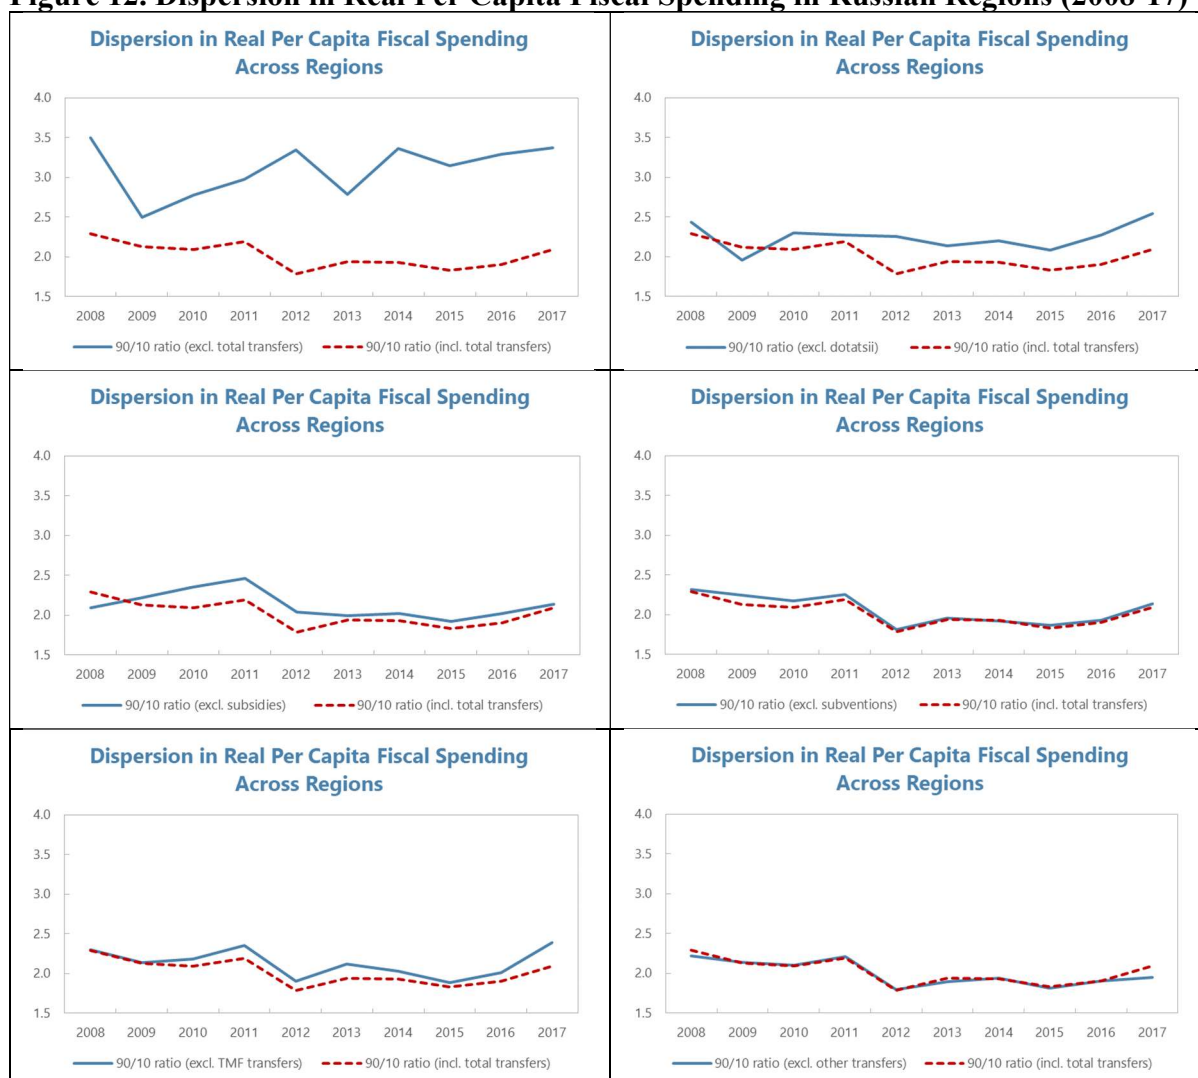 Figure 12. Dispersion in Real Per Capita Fiscal Spending in Russian Regions (2008-17)
Dispersion in Real Per Capita Fiscal Spending
Across Regions
4.0
3.5
3.0
2.5
2.0
1.5
2008 2009 2010 2011 2012 2013 2014 2015 2016 2017
90/10 ratio (excl. total transfers) 90/10 ratio (incl. total transfers)
Dispersion in Real Per Capita Fiscal Spending
Across Regions
4.0
3.5
3.0
2.5
2.0
1.5
2008 2009 2010 2011 2012 2013 2014 2015 2016 2017
90/10 ratio (excl. dotatsii) 90/10 ratio (incl. total transfers)
Dispersion in Real Per Capita Fiscal Spending
Across Regions
4.0
3.5
3.0
2.5
2.0
1.5
2008 2009 2010 2011 2012 2013 2014 2015 2016 2017
90/10 ratio (excl. subsidies) 90/10 ratio (incl. total transfers)
Dispersion in Real Per Capita Fiscal Spending
Across Regions
4.0
3.5
3.0
2.5
2.0
1.5
2008 2009 2010 2011 2012 2013 2014 2015 2016 2017
90/10 ratio (excl. subventions) 90/10 ratio (incl. total transfers)
Dispersion in Real Per Capita Fiscal Spending
Across Regions
4.0
3.5
3.0
2.5
2.0
1.5
2008 2009 2010 2011 2012 2013 2014 2015 2016 2017
90/10 ratio (excl. TMF transfers) 90/10 ratio (incl. total transfers)
Dispersion in Real Per Capita Fiscal Spending
Across Regions
4.0
3.5
3.0
2.5
2.0
1.5
2008 2009 2010 2011 2012 2013 2014 2015 2016 2017
90/10 ratio (excl. other transfers) 90/10 ratio (incl. total transfers)